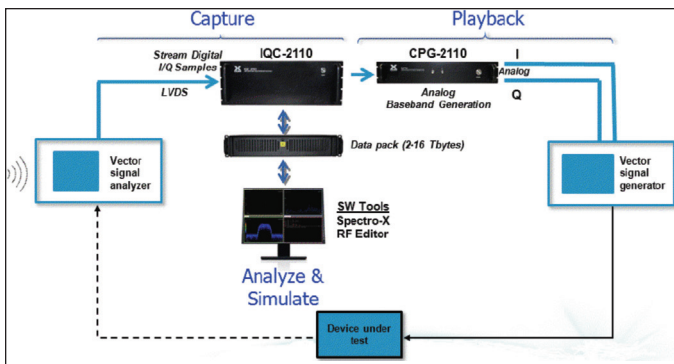 Capture
Playback
Stream Digital
I/Q Samples
LVDS
IQC-2110
CPG-2110
I
Analog
Q
Analog
Baseband Generation
Data pack (2-16 Tbytes)
Vector
signal
analyzer
Vector
signal
generator
SW Tools
Spectro-X
RF Editor
Analyze &
Simulate
Device under
test